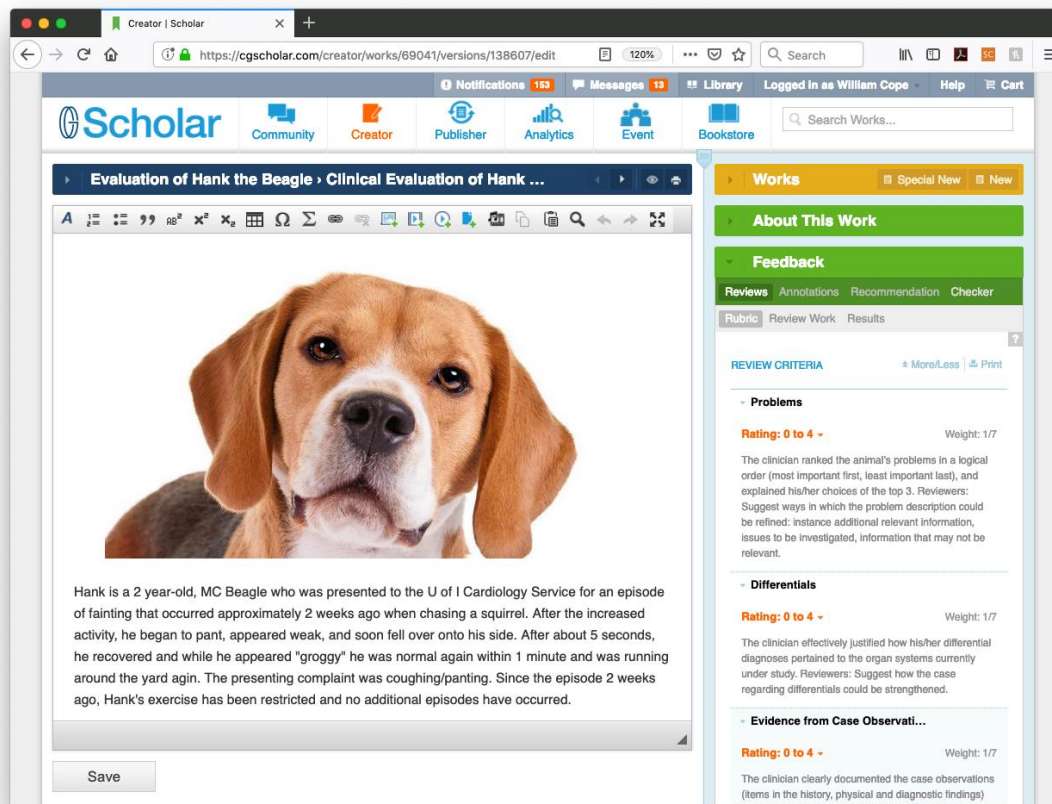 Creator | Scholar
https://cgscholar.com/creator/works/69041/versions/138607/edit
120%
Search
Notifications 153
Messages 13
Library
Logged in as William Cope
Help
Cart
Scholar
Community
Creator
Publisher
Analytics
Event
Bookstore
Search Works...
Evaluation of Hank the Beagle › Clinical Evaluation of Hank ...
Hank is a 2 year-old, MC Beagle who was presented to the U of I Cardiology Service for an episode
of fainting that occurred approximately 2 weeks ago when chasing a squirrel. After the increased
activity, he began to pant, appeared weak, and soon fell over onto his side. After about 5 seconds,
he recovered and while he appeared "groggy" he was normal again within 1 minute and was running
around the yard agin. The presenting complaint was coughing/panting. Since the episode 2 weeks
ago, Hank's exercise has been restricted and no additional episodes have occurred.
Save
Works
Special New
New
About This Work
Feedback
Reviews Annotations Recommendation Checker
Rubric Review Work Results
?
REVIEW CRITERIA
± More/Less
Print
Problems
Rating: 0 to 4
Weight: 1/7
The clinician ranked the animal's problems in a logical
order (most important first, least important last), and
explained his/her choices of the top 3. Reviewers:
Suggest ways in which the problem description could
be refined: instance additional relevant information,
issues to be investigated, information that may not be
relevant.
Differentials
Rating: 0 to 4
Weight: 1/7
The clinician effectively justified how his/her differential
diagnoses pertained to the organ systems currently
under study. Reviewers: Suggest how the case
regarding differentials could be strengthened.
Evidence from Case Observati...
Rating: 0 to 4
Weight: 1/7
The clinician clearly documented the case observations
(items in the history, physical and diagnostic findings)